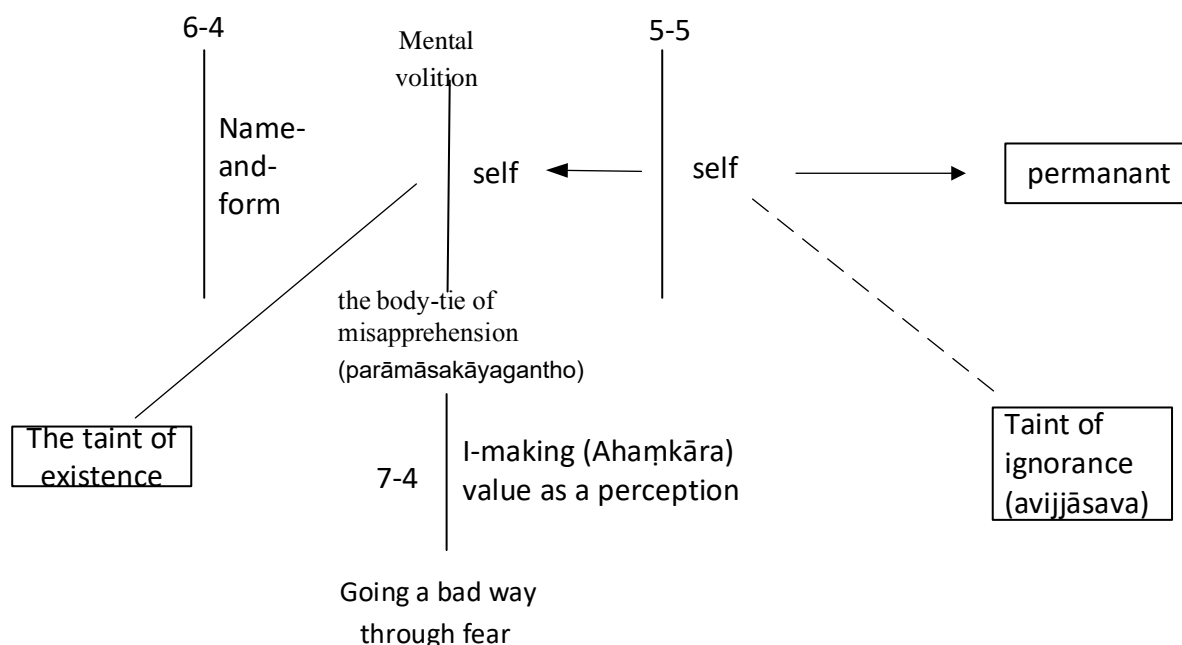 6-4
Mental
volition
5-5
Name-
and-
form
self
self
permanant
the body-tie of
misapprehension
(parāmāsakāyagantho)
The taint of
existence
7-4
I-making (Ahaṃkāra)
value as a perception
Taint of
ignorance
(avijjāsava)
Going a bad way
through fear